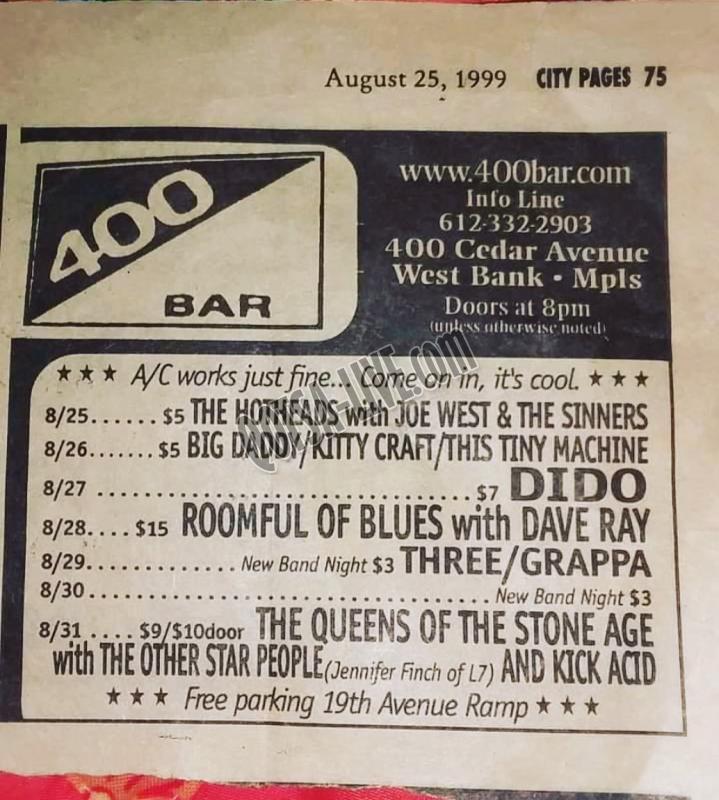 August 25, 1999 CITY PAGES 75
400
BAR
www.400bar.com
Info Line
612-332-2903
400 Cedar Avenue
West Bank • Mpls
Doors at 8pm
(unless otherwise noted)
★ ★ ★ A/C works just fine... Come on in, it's cool. ★ ★ ★
8/25...... $5 THE HOTHEADS with JOE WEST & THE SINNERS
8/26....... $5 BIG DADDY/KITTY CRAFT/THIS TINY MACHINE
8/27 ................................. $7 DIDO
8/28.... $15 ROOMFUL OF BLUES with DAVE RAY
8/29.............. New Band Night $3 THREE/GRAPPA
8/30..................................... New Band Night $3
8/31 .... $9/$10door THE QUEENS OF THE STONE AGE
with THE OTHER STAR PEOPLE (Jennifer Finch of L7) AND KICK ACID
★ ★ ★ Free parking 19th Avenue Ramp ★ ★ ★
QOTSA-LIVE.com